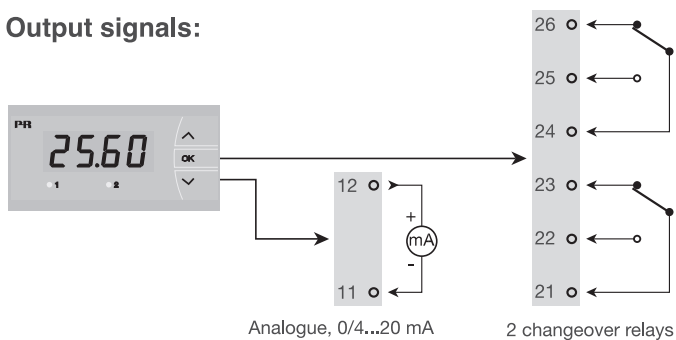 Output signals:
PR
25.60
OK
1 2
12
+
mA
-
11
Analogue, 0/4...20 mA
26
25
24
23
22
21
2 changeover relays